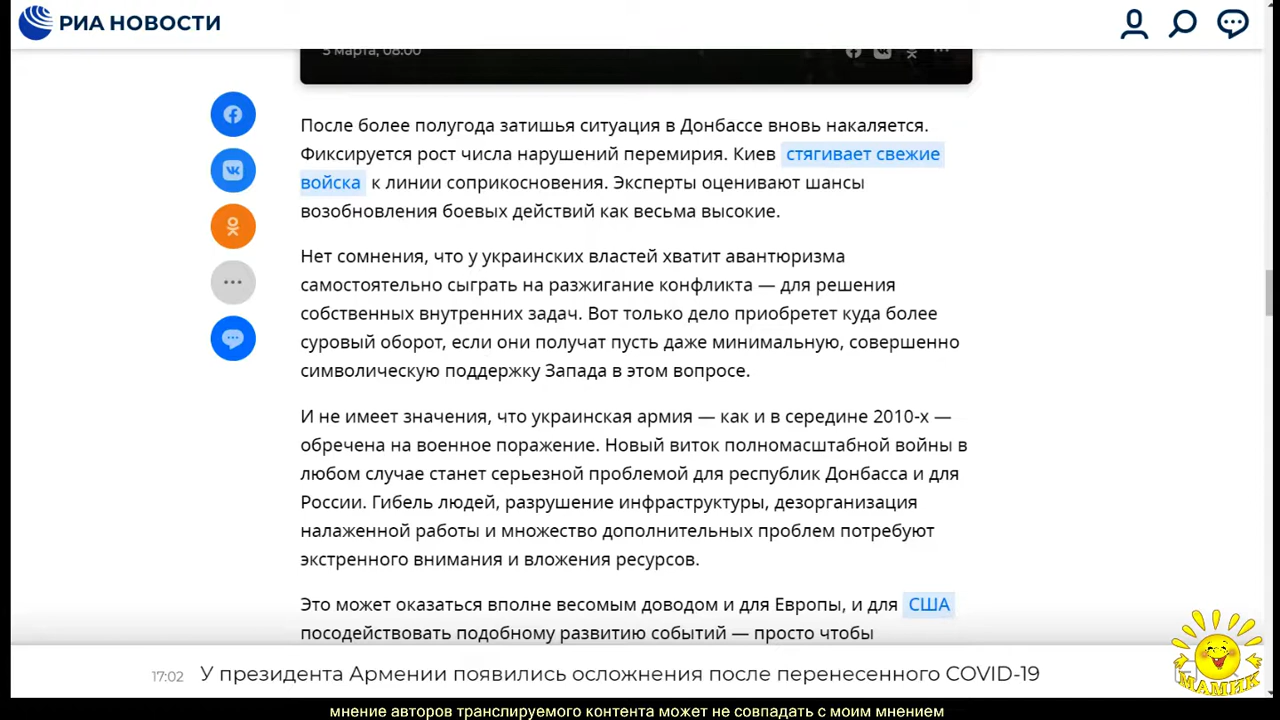 РИА НОВОСТИ
3 марта, 08:00
После более полугода затишья ситуация в Донбассе вновь накаляется.
Фиксируется рост числа нарушений перемирия. Киев стягивает свежие
войска к линии соприкосновения. Эксперты оценивают шансы
возобновления боевых действий как весьма высокие.
Нет сомнения, что у украинских властей хватит авантюризма
самостоятельно сыграть на разжигание конфликта — для решения
собственных внутренних задач. Вот только дело приобретет куда более
суровый оборот, если они получат пусть даже минимальную, совершенно
символическую поддержку Запада в этом вопросе.
И не имеет значения, что украинская армия — как и в середине 2010-х —
обречена на военное поражение. Новый виток полномасштабной войны в
любом случае станет серьезной проблемой для республик Донбасса и для
России. Гибель людей, разрушение инфраструктуры, дезорганизация
налаженной работы и множество дополнительных проблем потребуют
экстренного внимания и вложения ресурсов.
Это может оказаться вполне весомым доводом и для Европы, и для США
посодействовать подобному развитию событий — просто чтобы
17:02 У президента Армении появились осложнения после перенесенного COVID-19
МАМИК
мнение авторов транслируемого контента может не совпадать с моим мнением